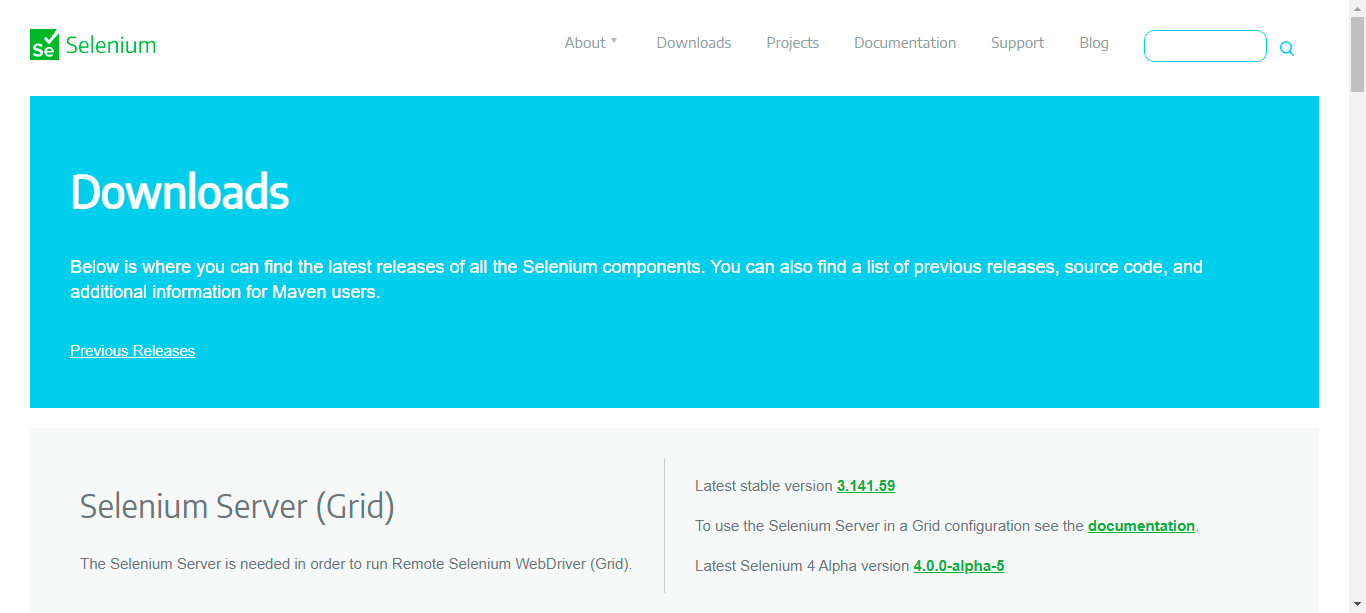 Se Selenium
About Downloads Projects Documentation Support Blog
Downloads
Below is where you can find the latest releases of all the Selenium components. You can also find a list of previous releases, source code, and
additional information for Maven users.
Previous Releases
Selenium Server (Grid)
The Selenium Server is needed in order to run Remote Selenium WebDriver (Grid).
Latest stable version 3.141.59
To use the Selenium Server in a Grid configuration see the documentation.
Latest Selenium 4 Alpha version 4.0.0-alpha-5